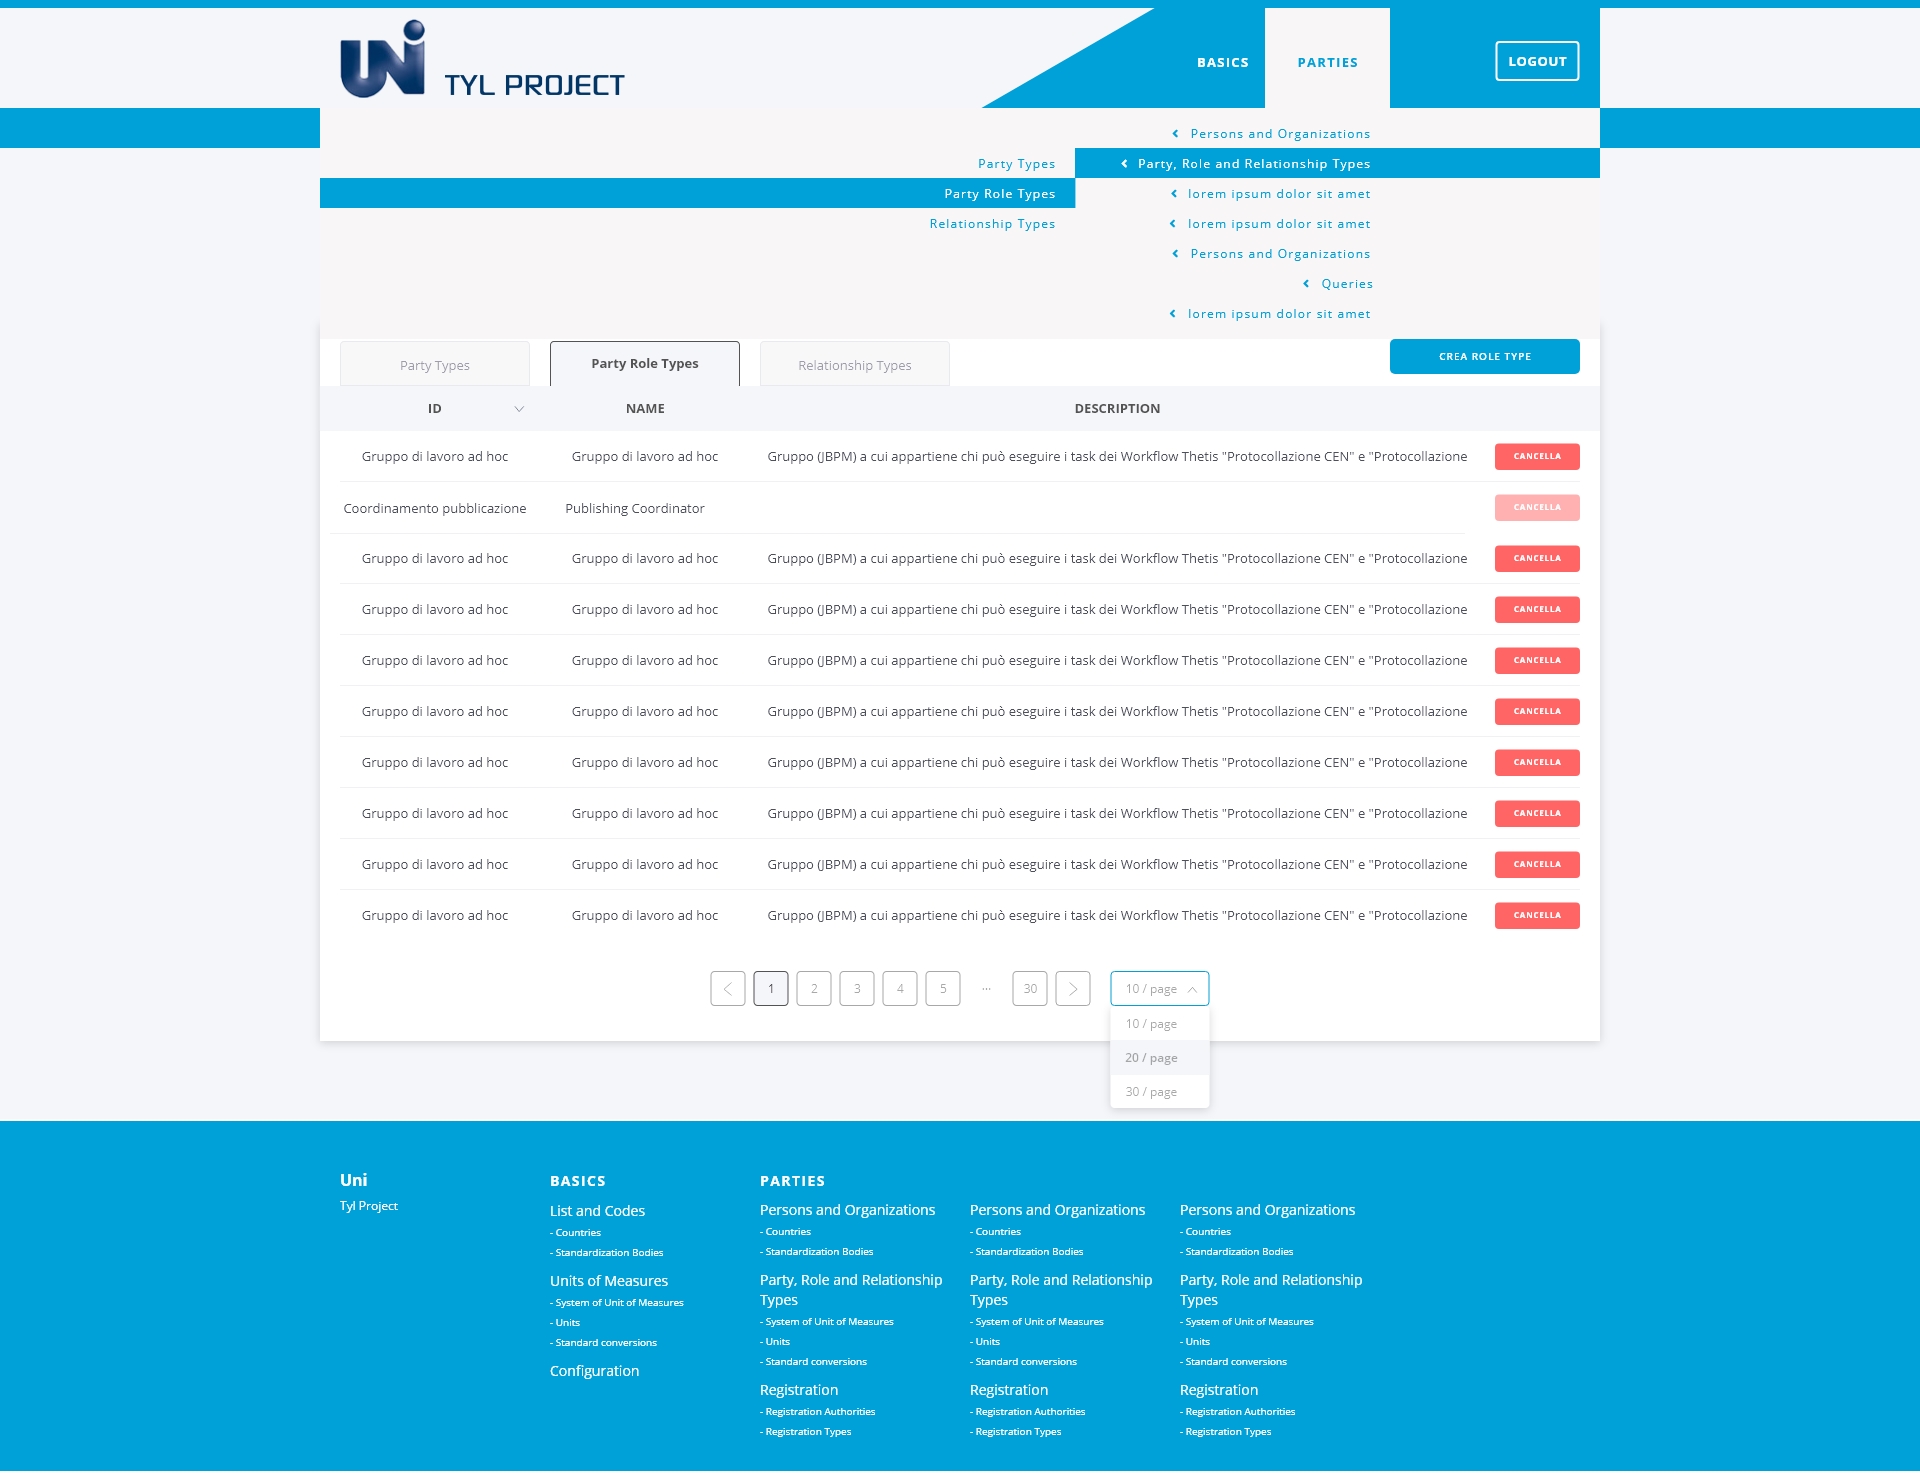 UNi TYL PROJECT
BASICS
PARTIES
LOGOUT
Persons and Organizations
Party, Role and Relationship Types
lorem ipsum dolor sit amet
lorem ipsum dolor sit amet
Persons and Organizations
Queries
lorem ipsum dolor sit amet
Party Types
Party Role Types
Relationship Types
Party Types
Party Role Types
Relationship Types
CREA ROLE TYPE
ID NAME DESCRIPTION
Gruppo di lavoro ad hoc Gruppo di lavoro ad hoc Gruppo (JBPM) a cui appartiene chi può eseguire i task dei Workflow Thetis "Protocollazione CEN" e "Protocollazione CANCELLA
Coordinamento pubblicazione Publishing Coordinator CANCELLA
Gruppo di lavoro ad hoc Gruppo di lavoro ad hoc Gruppo (JBPM) a cui appartiene chi può eseguire i task dei Workflow Thetis "Protocollazione CEN" e "Protocollazione CANCELLA
Gruppo di lavoro ad hoc Gruppo di lavoro ad hoc Gruppo (JBPM) a cui appartiene chi può eseguire i task dei Workflow Thetis "Protocollazione CEN" e "Protocollazione CANCELLA
Gruppo di lavoro ad hoc Gruppo di lavoro ad hoc Gruppo (JBPM) a cui appartiene chi può eseguire i task dei Workflow Thetis "Protocollazione CEN" e "Protocollazione CANCELLA
Gruppo di lavoro ad hoc Gruppo di lavoro ad hoc Gruppo (JBPM) a cui appartiene chi può eseguire i task dei Workflow Thetis "Protocollazione CEN" e "Protocollazione CANCELLA
Gruppo di lavoro ad hoc Gruppo di lavoro ad hoc Gruppo (JBPM) a cui appartiene chi può eseguire i task dei Workflow Thetis "Protocollazione CEN" e "Protocollazione CANCELLA
Gruppo di lavoro ad hoc Gruppo di lavoro ad hoc Gruppo (JBPM) a cui appartiene chi può eseguire i task dei Workflow Thetis "Protocollazione CEN" e "Protocollazione CANCELLA
Gruppo di lavoro ad hoc Gruppo di lavoro ad hoc Gruppo (JBPM) a cui appartiene chi può eseguire i task dei Workflow Thetis "Protocollazione CEN" e "Protocollazione CANCELLA
Gruppo di lavoro ad hoc Gruppo di lavoro ad hoc Gruppo (JBPM) a cui appartiene chi può eseguire i task dei Workflow Thetis "Protocollazione CEN" e "Protocollazione CANCELLA
1 2 3 4 5 ... 30 10 / page
10 / page
20 / page
30 / page
Uni
Tyl Project
BASICS
List and Codes
- Countries
- Standardization Bodies
Units of Measures
- System of Unit of Measures
- Units
- Standard conversions
Configuration
PARTIES
Persons and Organizations
- Countries
- Standardization Bodies
Party, Role and Relationship
Types
- System of Unit of Measures
- Units
- Standard conversions
Registration
- Registration Authorities
- Registration Types
Persons and Organizations
- Countries
- Standardization Bodies
Party, Role and Relationship
Types
- System of Unit of Measures
- Units
- Standard conversions
Registration
- Registration Authorities
- Registration Types
Persons and Organizations
- Countries
- Standardization Bodies
Party, Role and Relationship
Types
- System of Unit of Measures
- Units
- Standard conversions
Registration
- Registration Authorities
- Registration Types